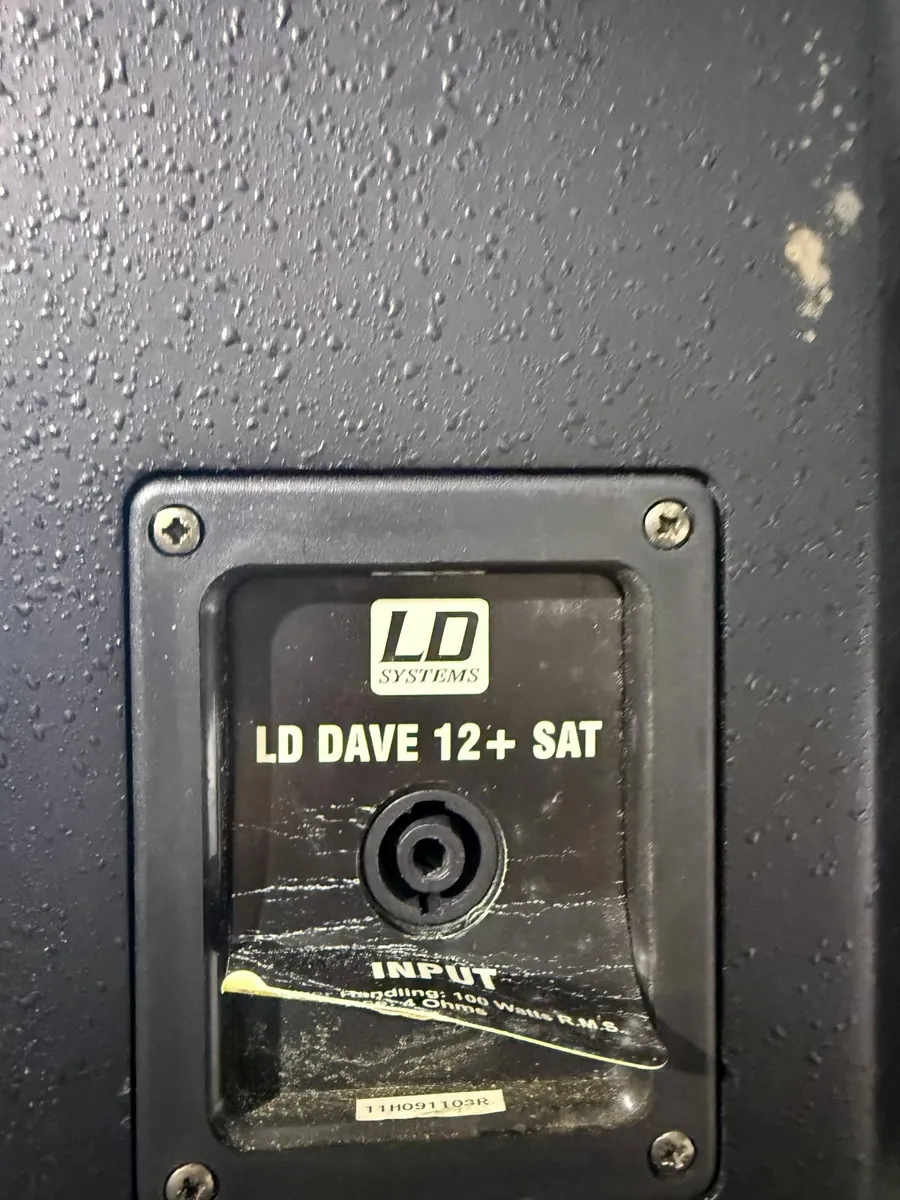 LD
SYSTEMS
LD DAVE 12+ SAT
INPUT
Handling: 100 Watts R.M.S.
4 Ohms
11H091103R